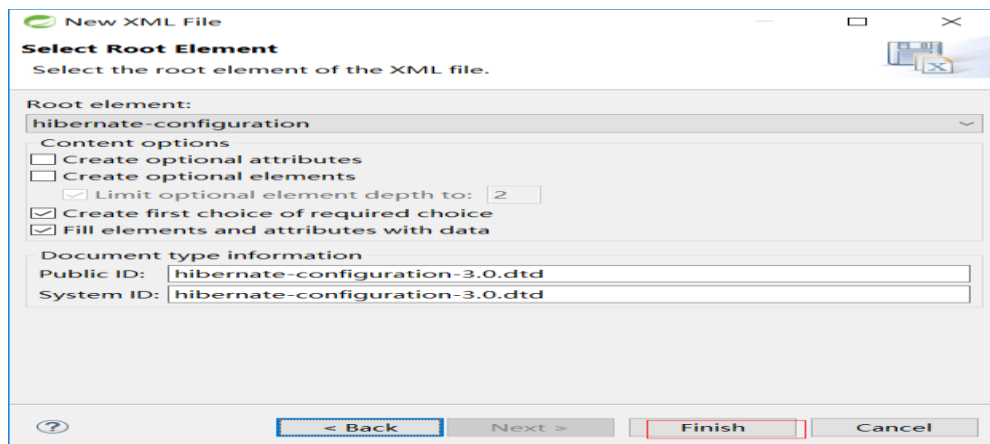 New XML File
Select Root Element
Select the root element of the XML file.
Root element:
hibernate-configuration
Content options
Create optional attributes
Create optional elements
Limit optional element depth to: 2
Create first choice of required choice
Fill elements and attributes with data
Document type information
Public ID: hibernate-configuration-3.0.dtd
System ID: hibernate-configuration-3.0.dtd
? < Back Next > Finish Cancel